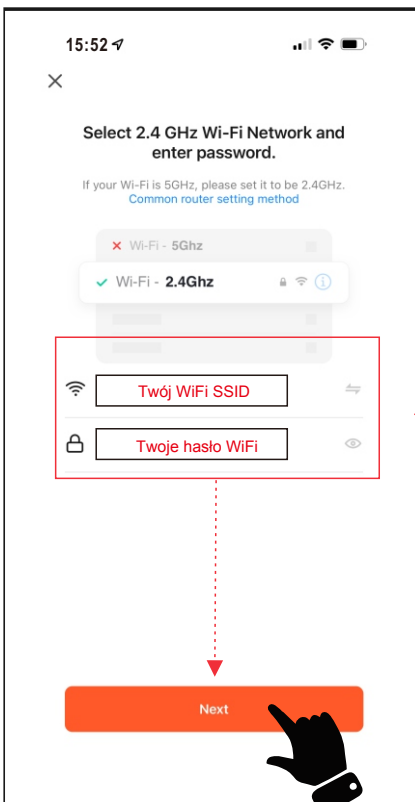 15:52
Select 2.4 GHz Wi-Fi Network and
enter password.
If your Wi-Fi is 5GHz, please set it to be 2.4GHz.
Common router setting method
Wi-Fi - 5Ghz
Wi-Fi - 2.4Ghz
Twój WiFi SSID
Twoje hasło WiFi
Next